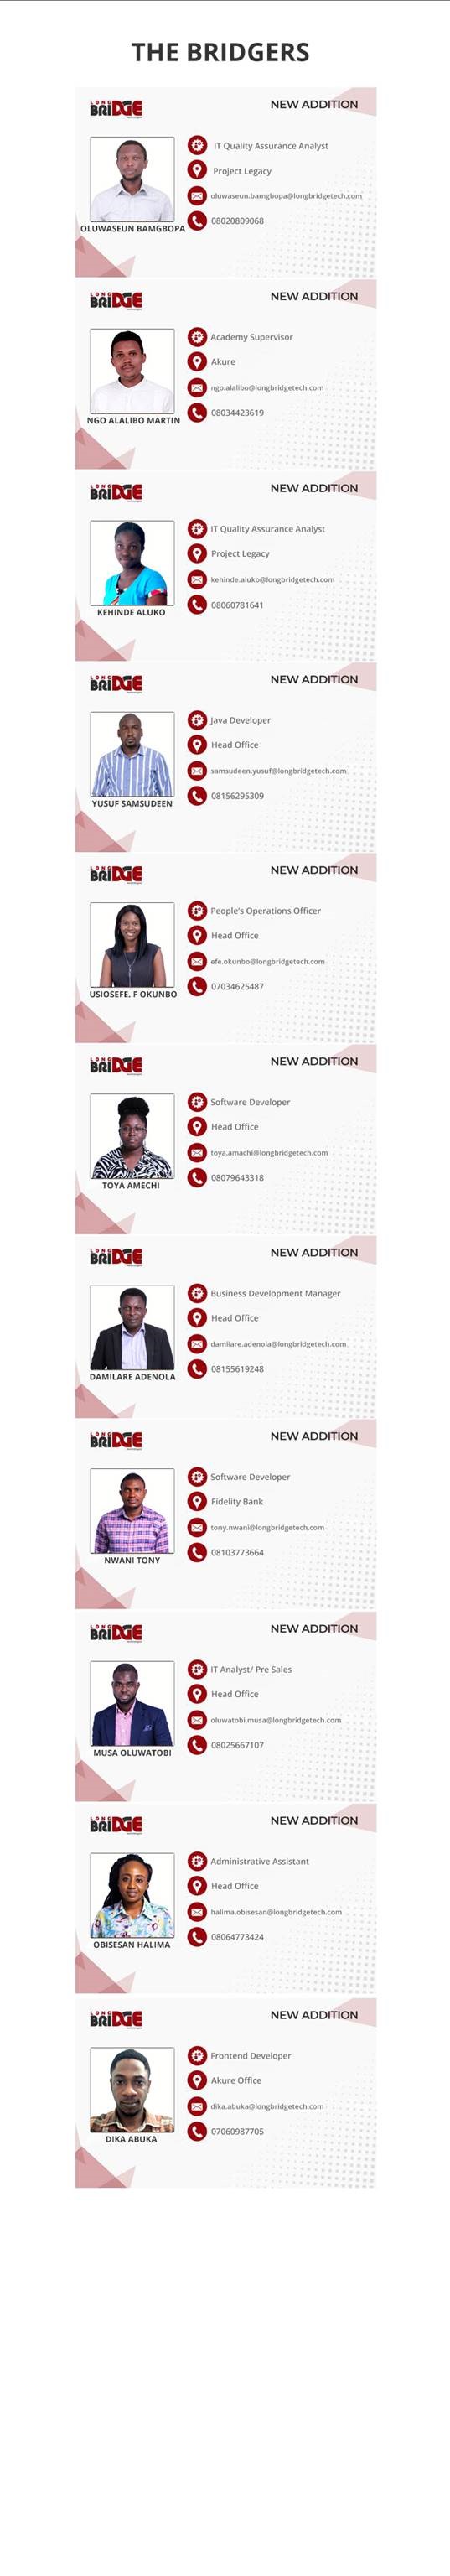 THE BRIDGERS
LONG
BRIDGE
NEW ADDITION
IT Quality Assurance Analyst
Project Legacy
oluwaseun.bamgbopa@longbridgetech.com
08020809068
OLUWASEUN BAMGBOPA
LONG
BRIDGE
NEW ADDITION
Academy Supervisor
Akure
ngo.alalibo@longbridgetech.com
08034423619
NGO ALALIBO MARTIN
LONG
BRIDGE
NEW ADDITION
IT Quality Assurance Analyst
Project Legacy
kehinde.aluko@longbridgetech.com
08060781641
KEHINDE ALUKO
LONG
BRIDGE
NEW ADDITION
Java Developer
Head Office
samsudeen.yusuf@longbridgetech.com
08156295309
YUSUF SAMSUDEEN
LONG
BRIDGE
NEW ADDITION
People's Operations Officer
Head Office
efe.okunbo@longbridgetech.com
07034625487
USIOSEFE. F OKUNBO
LONG
BRIDGE
NEW ADDITION
Software Developer
Head Office
toya.amachi@longbridgetech.com
08079643318
TOYA AMECHI
LONG
BRIDGE
NEW ADDITION
Business Development Manager
Head Office
damilare.adenola@longbridgetech.com
08155619248
DAMILARE ADENOLA
LONG
BRIDGE
NEW ADDITION
Software Developer
Fidelity Bank
tony.nwani@longbridgetech.com
08103773664
NWANI TONY
LONG
BRIDGE
NEW ADDITION
IT Analyst/ Pre Sales
Head Office
oluwatobi.musa@longbridgetech.com
08025667107
MUSA OLUWATOBI
LONG
BRIDGE
NEW ADDITION
Administrative Assistant
Head Office
halima.obisesan@longbridgetech.com
08064773424
OBISESAN HALIMA
LONG
BRIDGE
NEW ADDITION
Frontend Developer
Akure Office
dika.abuka@longbridgetech.com
07060987705
DIKA ABUKA